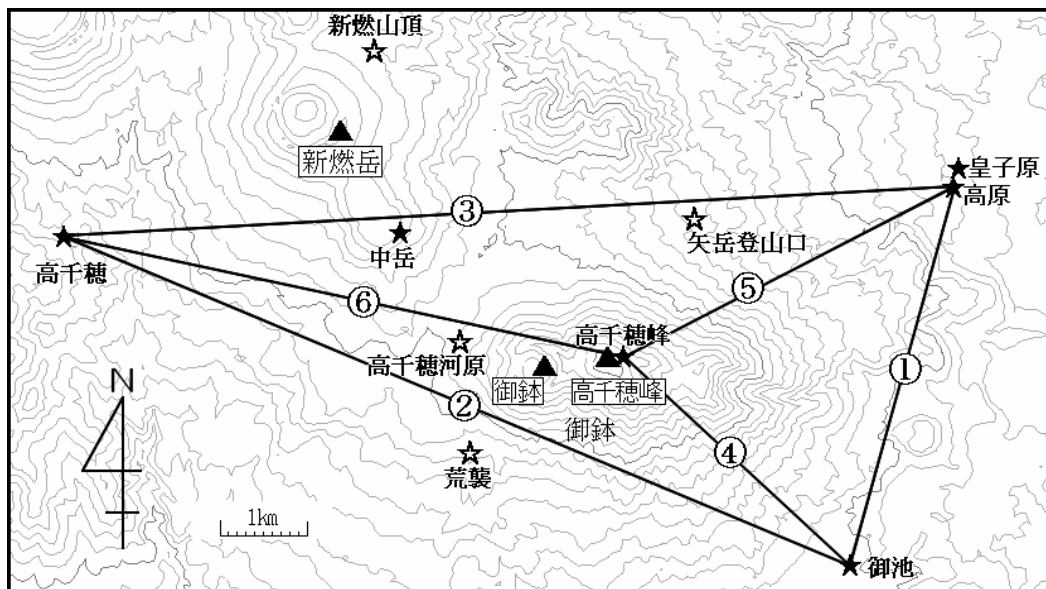 新燃山頂
新燃岳
皇子原
高原
③
矢岳登山口
中岳
高千穂
⑤
⑥
高千穂峰
高千穂河原
①
御鉢
高千穂峰
N
②
御鉢
④
荒襲
1km
御池